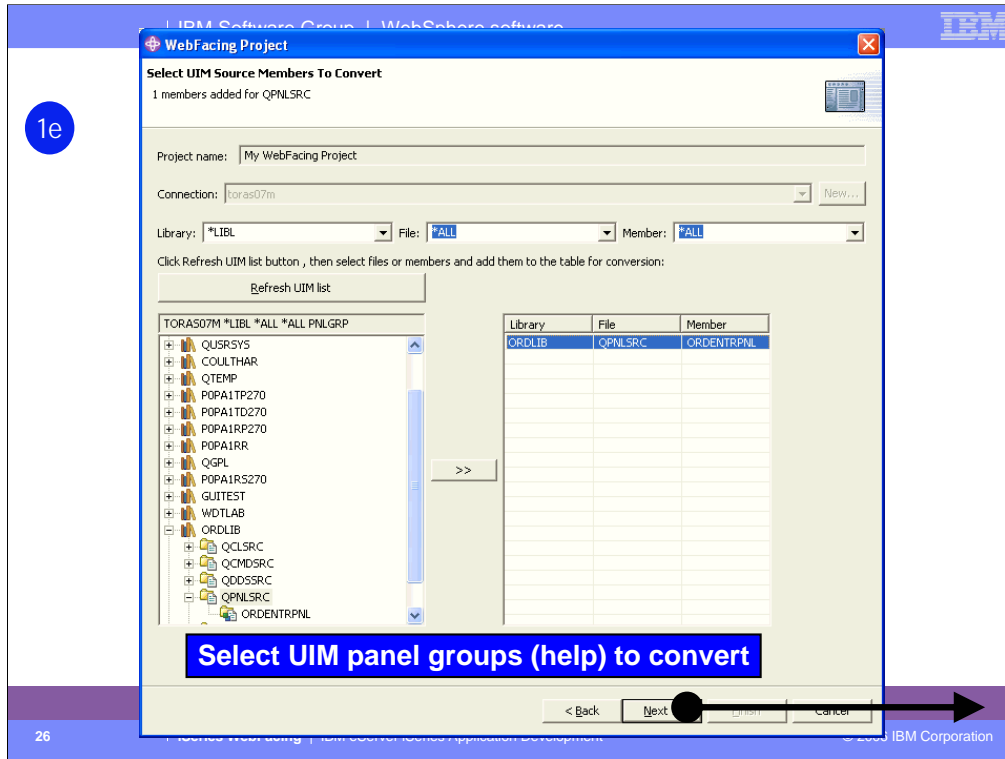 | IBM Software Group | WebSphere software
IBM
WebFacing Project
Select UIM Source Members To Convert
1 members added for QPNLSRC
1e
Project name: My WebFacing Project
Connection: toras07m New...
Library: *LIBL File: *ALL Member: *ALL
Click Refresh UIM list button , then select files or members and add them to the table for conversion:
Refresh UIM list
TORAS07M *LIBL *ALL *ALL PNLGRP
QUSRSYS
COULTHAR
QTEMP
P0PA1TP270
P0PA1TD270
P0PA1RP270
P0PA1RR
QGPL
P0PA1RS270
GUITEST
WDTLAB
ORDLIB
QCLSRC
QCMDSRC
QDDSSRC
QPNLSRC
ORDENTRPNL
>>
Library File Member
ORDLIB QPNLSRC ORDENTRPNL
Select UIM panel groups (help) to convert
< Back Next Finish Cancel
26 | iSeries WebFacing | IBM eServer iSeries Application Development © 2006 IBM Corporation